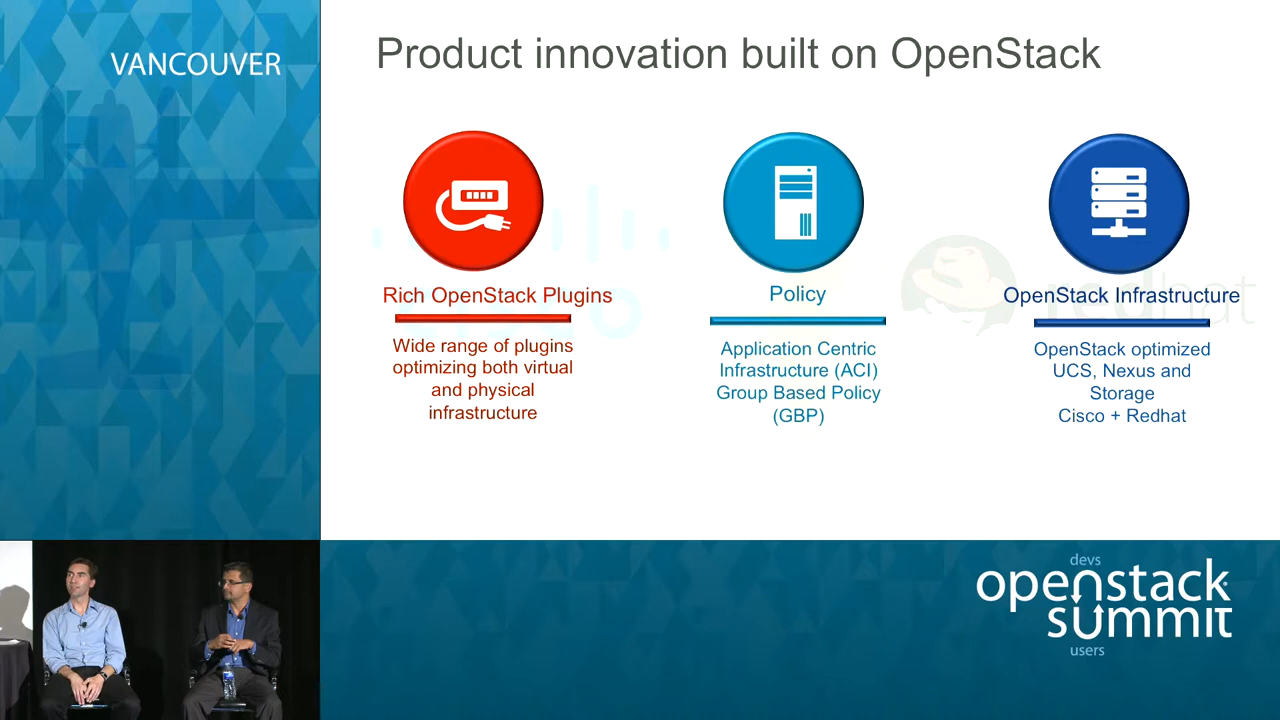 VANCOUVER
Product innovation built on OpenStack
Rich OpenStack Plugins
Wide range of plugins
optimizing both virtual
and physical
infrastructure
Policy
Application Centric
Infrastructure (ACI)
Group Based Policy
(GBP)
redhat
OpenStack Infrastructure
OpenStack optimized
UCS, Nexus and
Storage
Cisco + Redhat
devs
openstack
summit
users